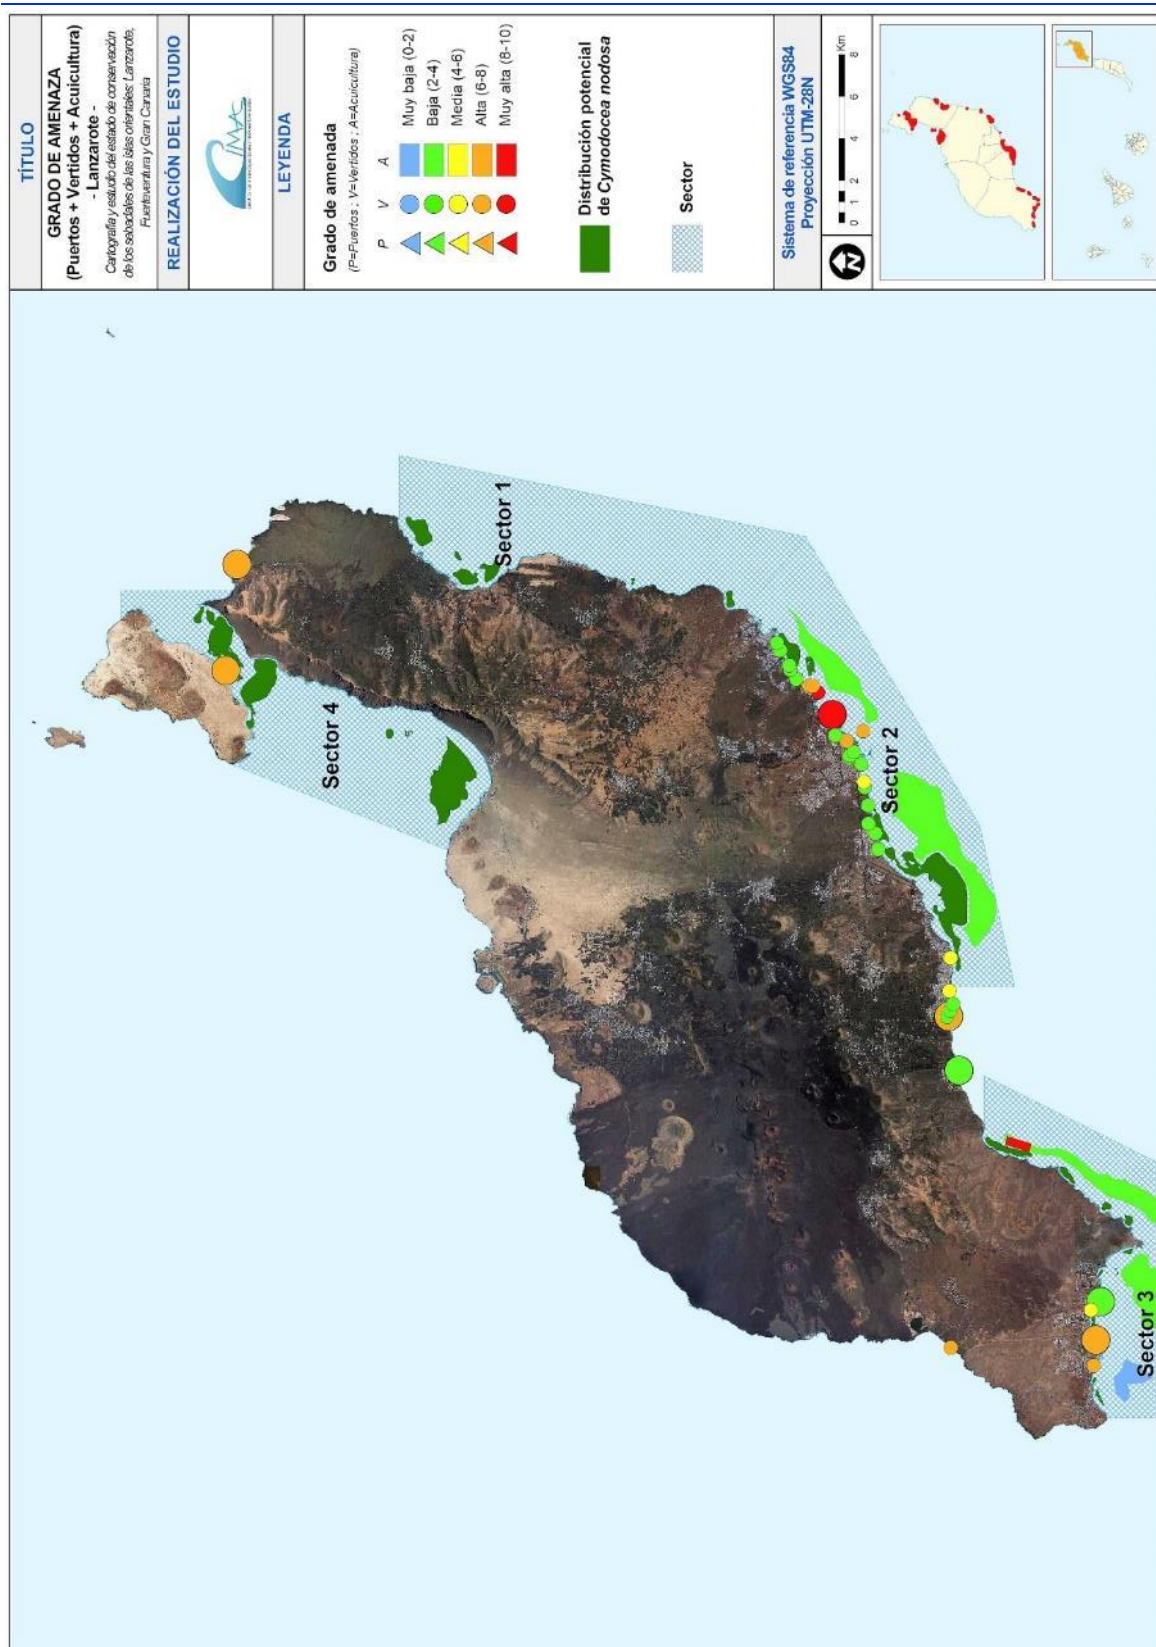 TÍTULO
GRADO DE AMENAZA
(Puertos + Vertidos + Acuicultura)
- Lanzarote -
Cartografía y estudio del estado de conservación
de los sebadales de las islas orientales: Lanzarote,
Fuerteventura y Gran Canaria
REALIZACIÓN DEL ESTUDIO
CIMAS
LEYENDA
Grado de amenada
(P=Puertos ; V=Vertidos ; A=Acuicultura)
P V A
Muy baja (0-2)
Baja (2-4)
Media (4-6)
Alta (6-8)
Muy alta (8-10)
Distribución potencial
de Cymodocea nodosa
Sector
Sistema de referencia WGS84
Proyección UTM-28N
N
0 1 2 4 6 8
Km
Sector 1
Sector 4
Sector 2
Sector 3